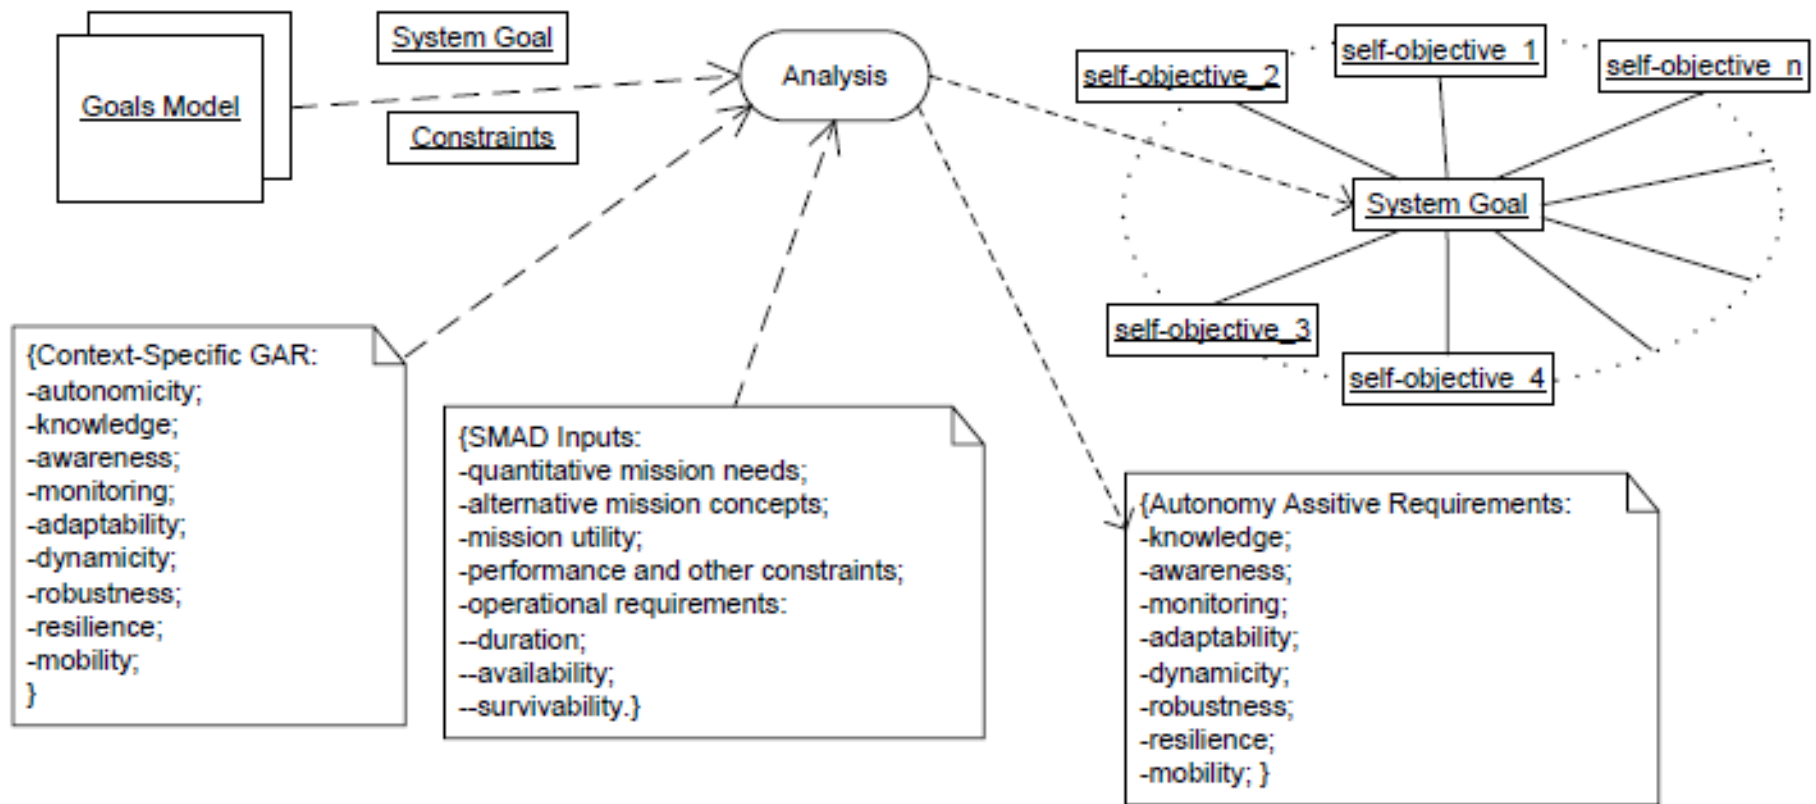 System Goal
Goals Model
Constraints
Analysis
self-objective_1
self-objective_2
self-objective_n
System Goal
self-objective_3
self-objective_4
{Context-Specific GAR:
-autonomicity;
-knowledge;
-awareness;
-monitoring;
-adaptability;
-dynamicity;
-robustness;
-resilience;
-mobility;
}
{SMAD Inputs:
-quantitative mission needs;
-alternative mission concepts;
-mission utility;
-performance and other constraints;
-operational requirements:
--duration;
--availability;
--survivability.}
{Autonomy Assitive Requirements:
-knowledge;
-awareness;
-monitoring;
-adaptability;
-dynamicity;
-robustness;
-resilience;
-mobility; }